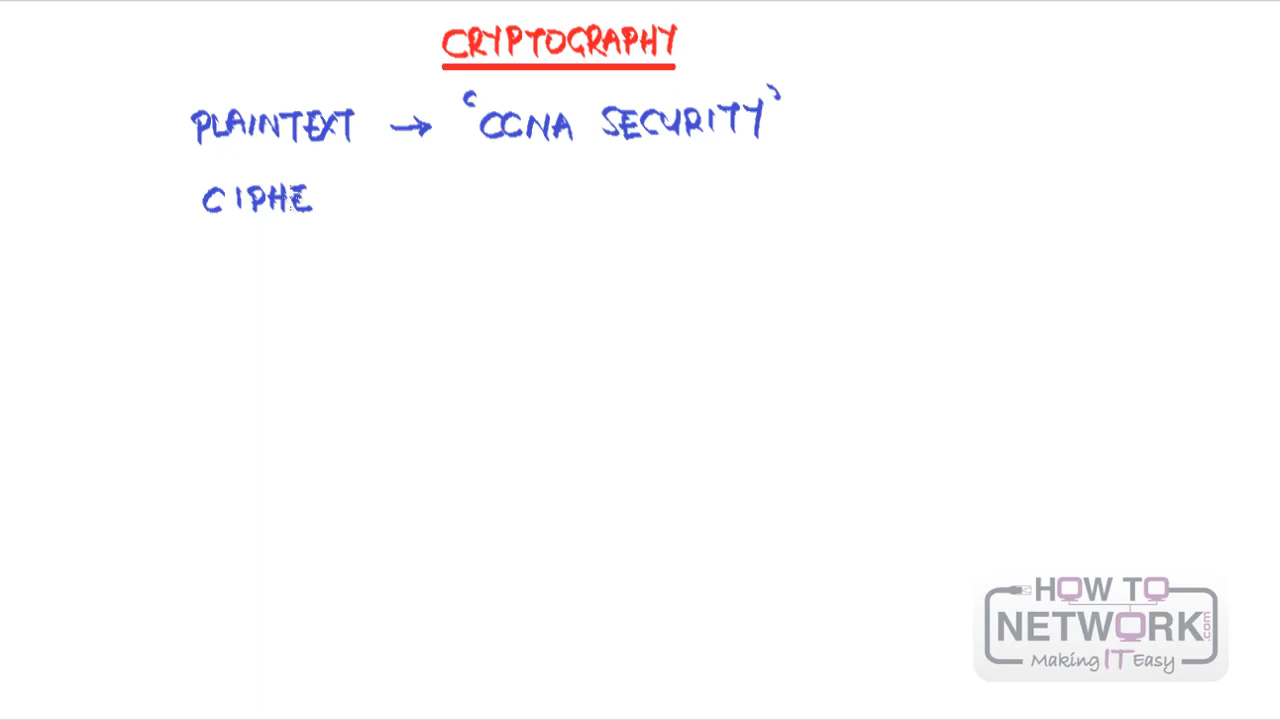 CRYPTOGRAPHY
PLAINTEXT → 'CCNA SECURITY'
CIPHE
HOW TO
NETWORK.com
Making IT Easy